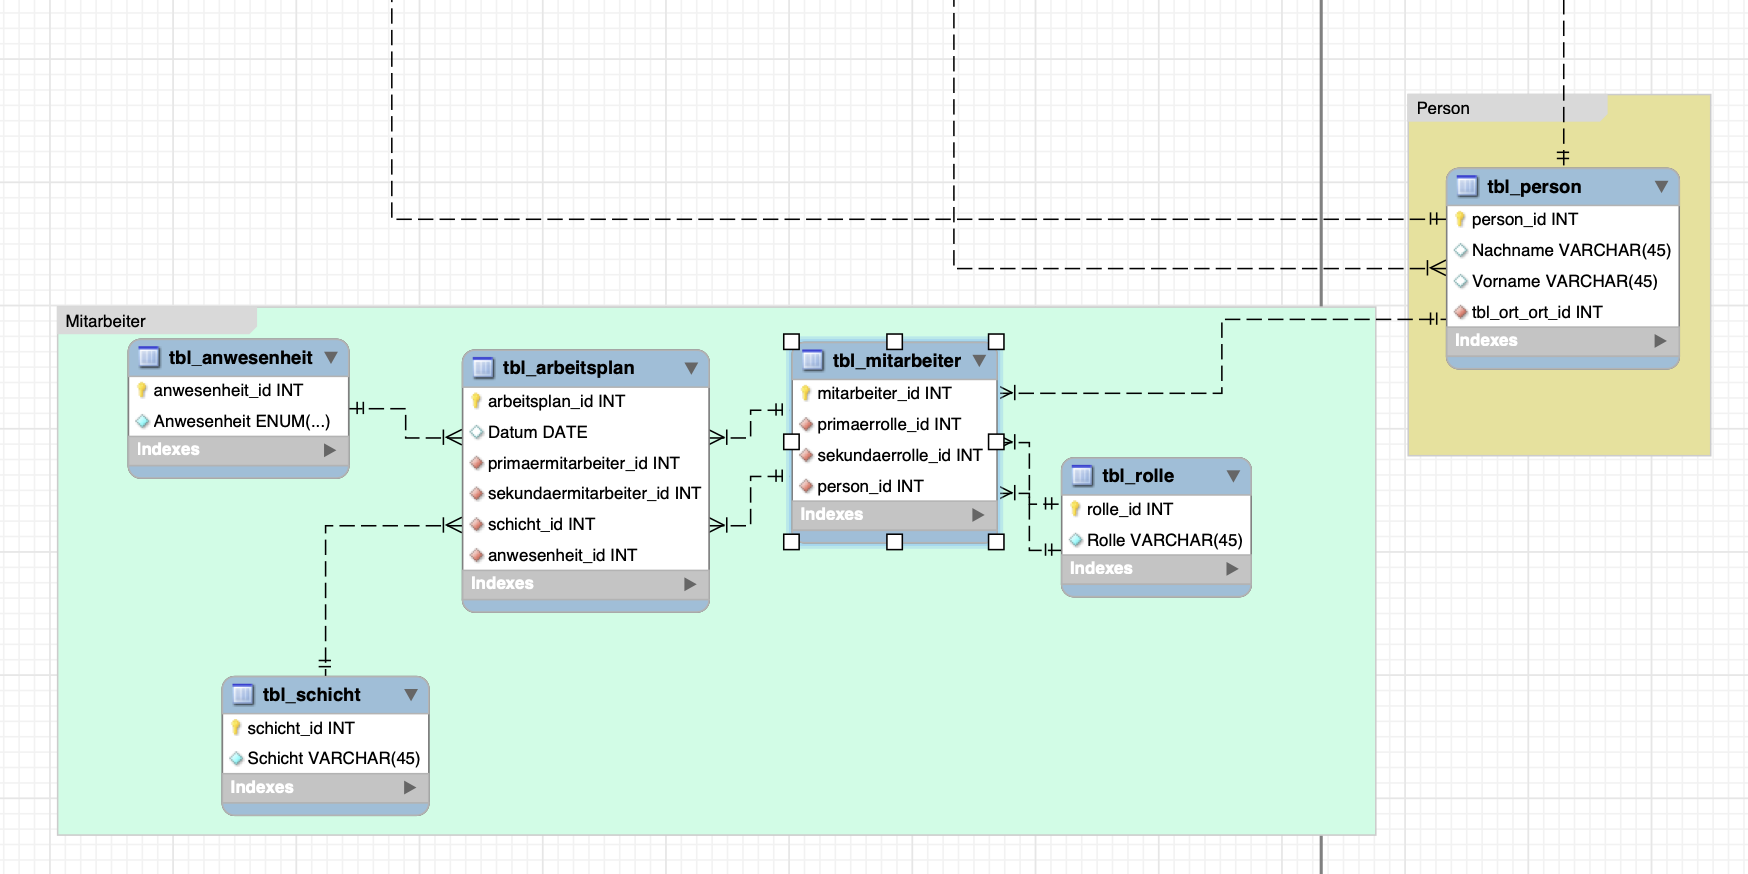 Person
tbl_person
person_id INT
Nachname VARCHAR(45)
Vorname VARCHAR(45)
tbl_ort_ort_id INT
Indexes
Mitarbeiter
tbl_anwesenheit
anwesenheit_id INT
Anwesenheit ENUM(...)
Indexes
tbl_arbeitsplan
arbeitsplan_id INT
Datum DATE
primaermitarbeiter_id INT
sekundaermitarbeiter_id INT
schicht_id INT
anwesenheit_id INT
Indexes
tbl_mitarbeiter
mitarbeiter_id INT
primaerrolle_id INT
sekundaerrolle_id INT
person_id INT
Indexes
tbl_rolle
rolle_id INT
Rolle VARCHAR(45)
Indexes
tbl_schicht
schicht_id INT
Schicht VARCHAR(45)
Indexes